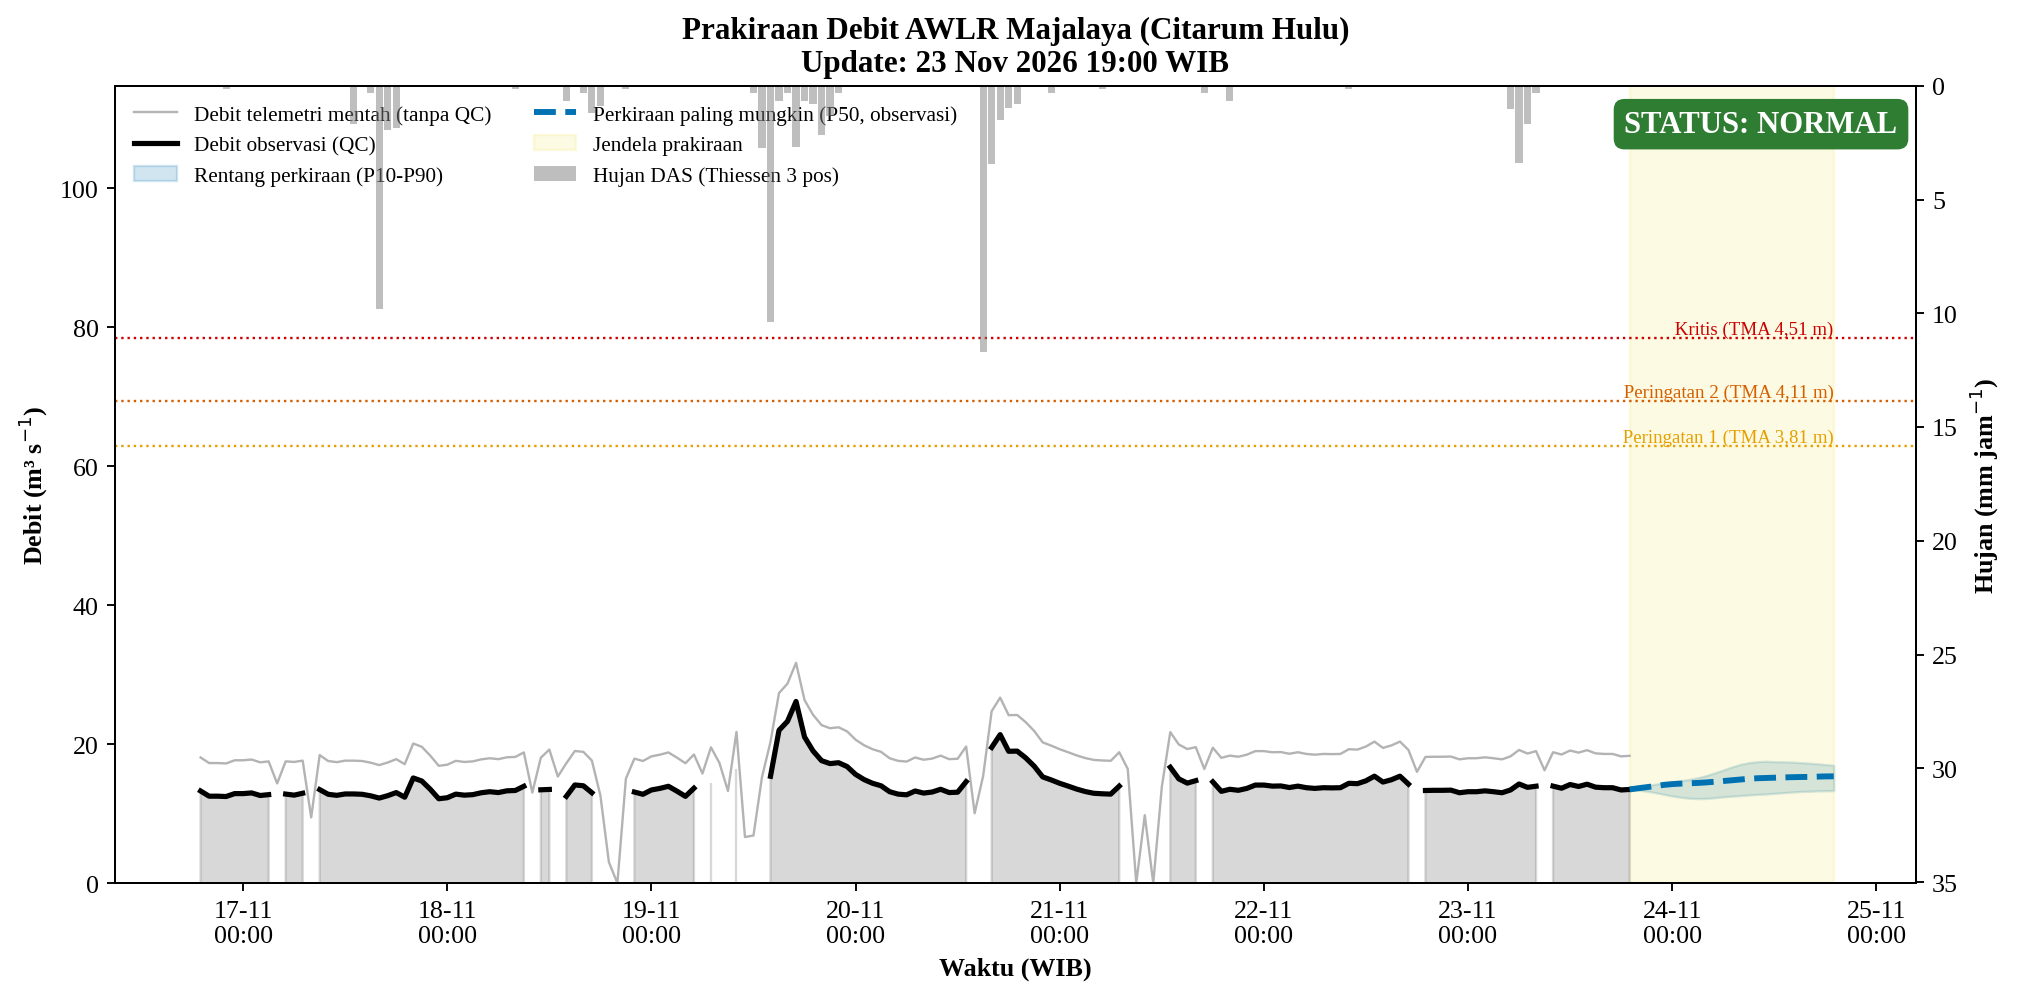 Prakiraan Debit AWLR Majalaya (Citarum Hulu)
Update: 23 Nov 2026 19:00 WIB
Debit telemetri mentah (tanpa QC)
Debit observasi (QC)
Rentang perkiraan (P10-P90)
Perkiraan paling mungkin (P50, observasi)
Jendela prakiraan
Hujan DAS (Thiessen 3 pos)
STATUS: NORMAL
Kritis (TMA 4,51 m)
Peringatan 2 (TMA 4,11 m)
Peringatan 1 (TMA 3,81 m)
Debit (m³ s⁻¹)
100
80
60
40
20
0
Hujan (mm jam⁻¹)
0
5
10
15
20
25
30
35
17-11 18-11 19-11 20-11 21-11 22-11 23-11 24-11 25-11
00:00 00:00 00:00 00:00 00:00 00:00 00:00 00:00 00:00
Waktu (WIB)